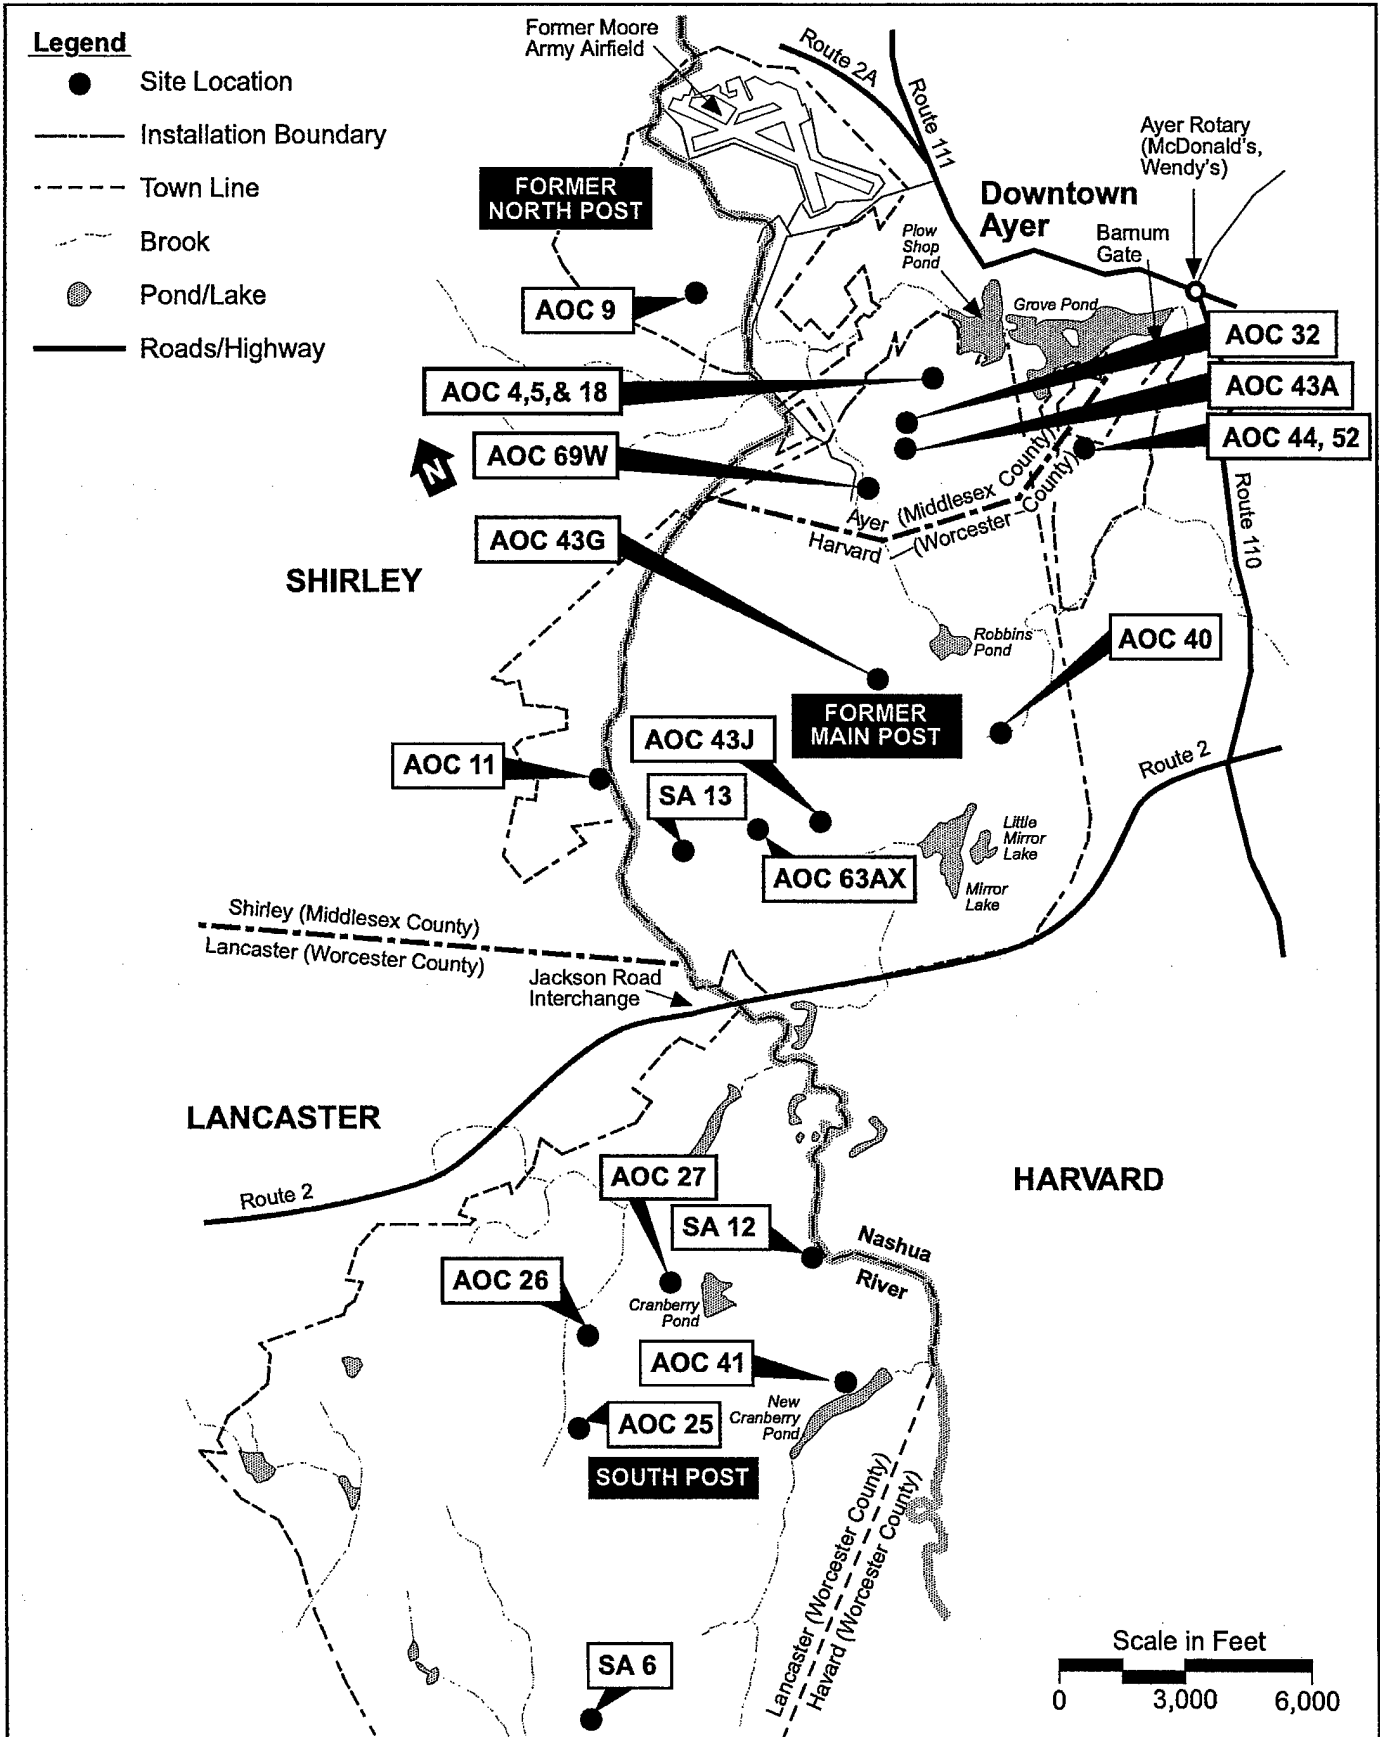 Legend
Site Location
Installation Boundary
Town Line
Brook
Pond/Lake
Roads/Highway
Former Moore
Army Airfield
Route 2A
Route 111
Ayer Rotary
(McDonald's,
Wendy's)
FORMER
NORTH POST
Downtown
Ayer
Barnum
Gate
Plow
Shop
Pond
Grove Pond
AOC 9
AOC 32
AOC 4,5,& 18
AOC 43A
AOC 44, 52
N
AOC 69W
Route 110
Ayer (Middlesex County)
Harvard (Worcester County)
AOC 43G
SHIRLEY
Robbins
Pond
AOC 40
FORMER
MAIN POST
AOC 43J
AOC 11
Route 2
SA 13
Little
Mirror
Lake
AOC 63AX
Mirror
Lake
Shirley (Middlesex County)
Lancaster (Worcester County)
Jackson Road
Interchange
LANCASTER
HARVARD
Route 2
AOC 27
SA 12
Nashua
River
AOC 26
Cranberry
Pond
AOC 41
New
Cranberry
Pond
AOC 25
SOUTH POST
Lancaster (Worcester County)
Havard (Worcester County)
SA 6
Scale in Feet
0 3,000 6,000